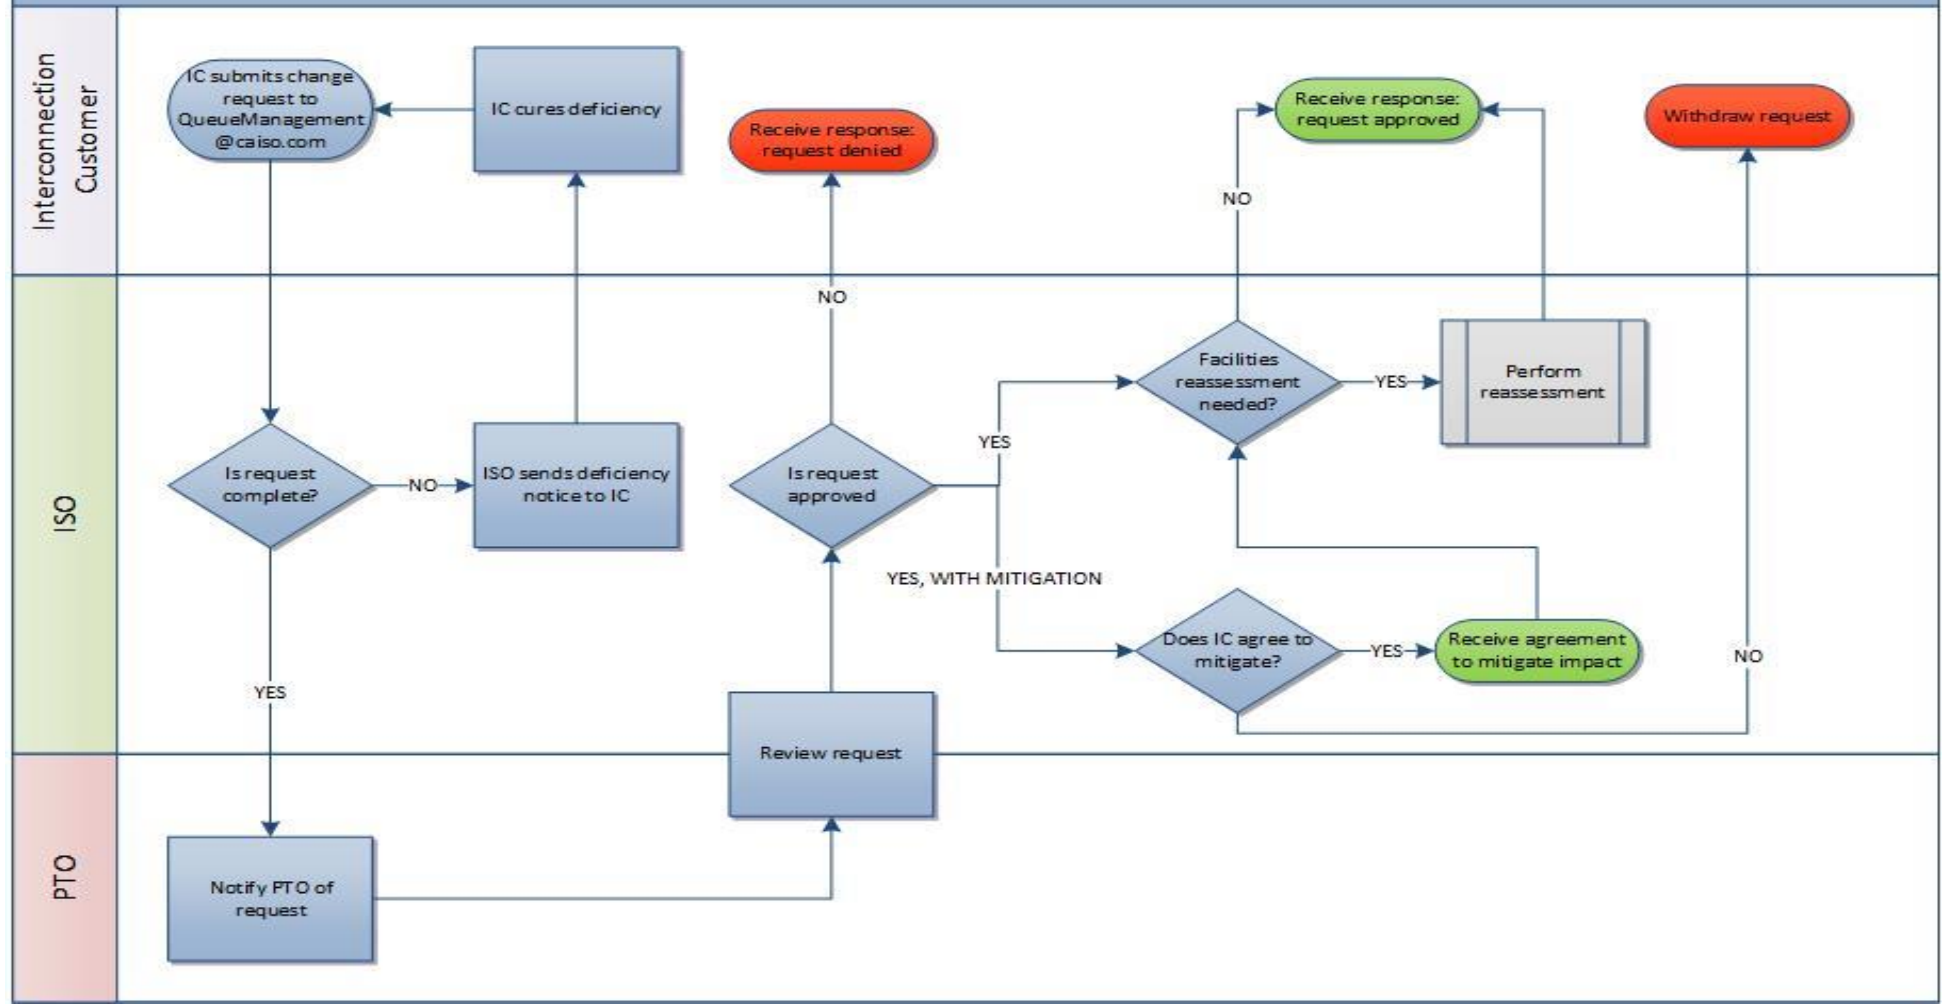 Interconnection
Customer
IC submits change
request to
QueueManagement
@caiso.com
IC cures deficiency
Receive response:
request denied
Receive response:
request approved
Withdraw request
NO
ISO
NO
Is request
complete?
NO
ISO sends deficiency
notice to IC
Is request
approved
YES
Facilities
reassessment
needed?
YES
Perform
reassessment
YES, WITH MITIGATION
Does IC agree to
mitigate?
YES
Receive agreement
to mitigate impact
NO
YES
Review request
PTO
Notify PTO of
request